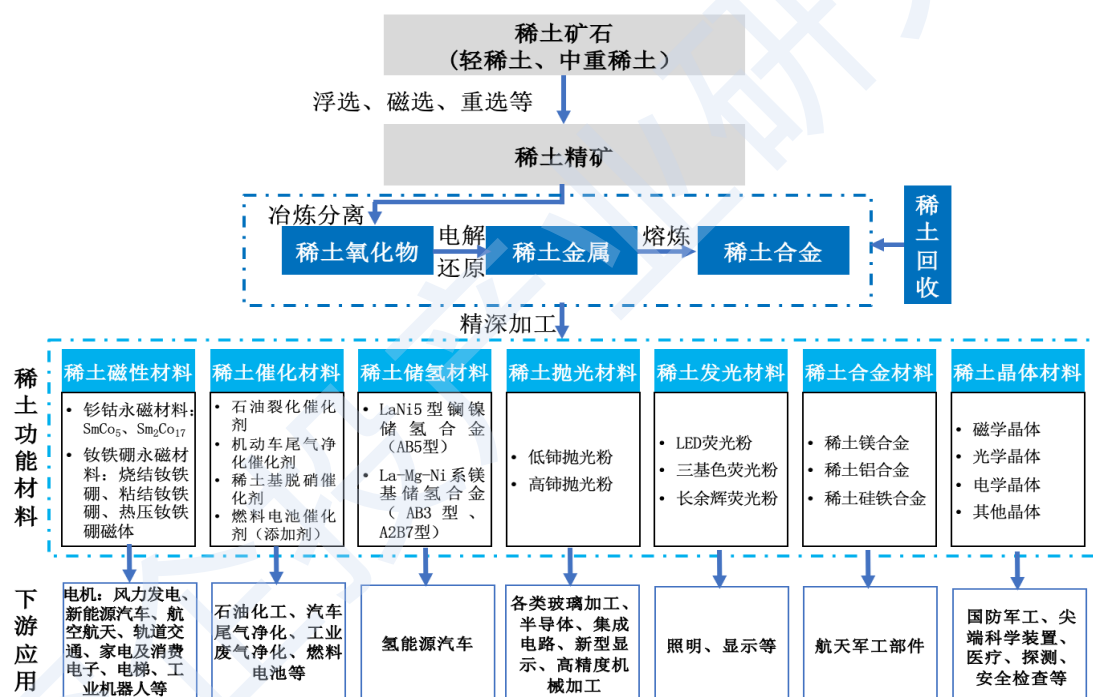 稀土矿石
(轻稀土、中重稀土）
浮选、磁选、重选等
稀土精矿
冶炼分离
稀土氧化物
电解
还原
稀土金属
熔炼
稀土合金
稀土回收
精深加工
稀土功能材料
稀土磁性材料
• 钐钴永磁材料：
SmCo₅、Sm₂Co₁₇
• 钕铁硼永磁材
料：烧结钕铁
硼、粘结钕铁
硼、热压钕铁
硼磁体
稀土催化材料
• 石油裂化催化
剂
• 机动车尾气净
化催化剂
• 稀土基脱硝催
化剂
• 燃料电池催化
剂（添加剂）
稀土储氢材料
• LaNi5型镧镍
储氢合金
（AB5型）
• La-Mg-Ni系镁
基储氢合金
（AB3型、
A2B7型）
稀土抛光材料
• 低铈抛光粉
• 高铈抛光粉
稀土发光材料
• LED荧光粉
• 三基色荧光粉
• 长余辉荧光粉
稀土合金材料
• 稀土镁合金
• 稀土铝合金
• 稀土硅铁合金
稀土晶体材料
• 磁学晶体
• 光学晶体
• 电学晶体
• 其他晶体
下游应用
电机：风力发电、
新能源汽车、航
空航天、轨道交
通、家电及消费
电子、电梯、工
业机器人等
石油化工、汽车
尾气净化、工业
废气净化、燃料
电池等
氢能源汽车
各类玻璃加工、
半导体、集成
电路、新型显
示、高精度机
械加工
照明、显示等
航天军工部件
国防军工、尖
端科学装置、
医疗、探测、
安全检查等